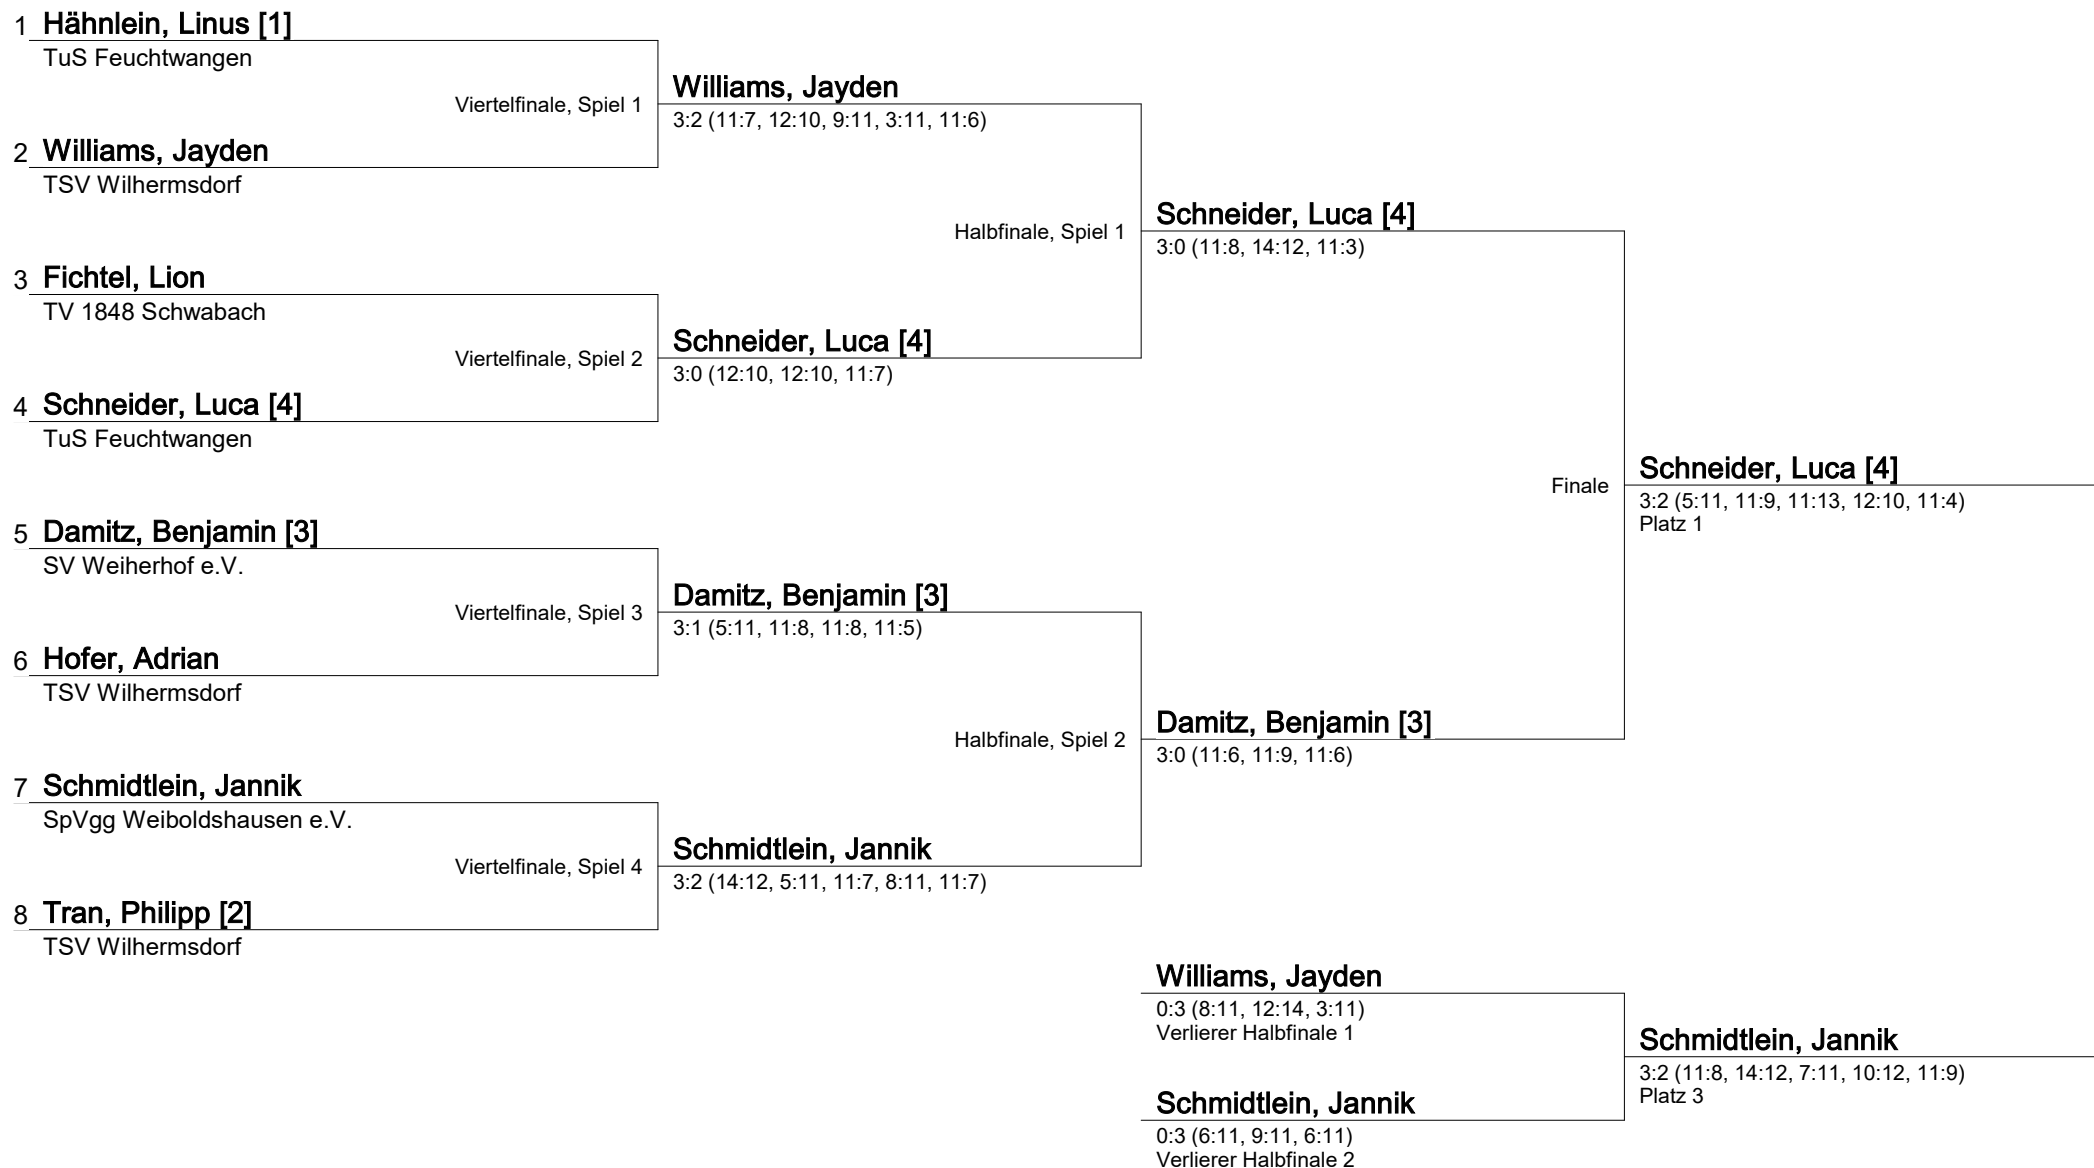 1 Hähnlein, Linus [1]
TuS Feuchtwangen
Viertelfinale, Spiel 1
Williams, Jayden
3:2 (11:7, 12:10, 9:11, 3:11, 11:6)
2 Williams, Jayden
TSV Wilhermsdorf
Halbfinale, Spiel 1
Schneider, Luca [4]
3:0 (11:8, 14:12, 11:3)
3 Fichtel, Lion
TV 1848 Schwabach
Viertelfinale, Spiel 2
Schneider, Luca [4]
3:0 (12:10, 12:10, 11:7)
4 Schneider, Luca [4]
TuS Feuchtwangen
Finale
Schneider, Luca [4]
3:2 (5:11, 11:9, 11:13, 12:10, 11:4)
Platz 1
5 Damitz, Benjamin [3]
SV Weiherhof e.V.
Viertelfinale, Spiel 3
Damitz, Benjamin [3]
3:1 (5:11, 11:8, 11:8, 11:5)
6 Hofer, Adrian
TSV Wilhermsdorf
Halbfinale, Spiel 2
Damitz, Benjamin [3]
3:0 (11:6, 11:9, 11:6)
7 Schmidtlein, Jannik
SpVgg Weiboldshausen e.V.
Viertelfinale, Spiel 4
Schmidtlein, Jannik
3:2 (14:12, 5:11, 11:7, 8:11, 11:7)
8 Tran, Philipp [2]
TSV Wilhermsdorf
Williams, Jayden
0:3 (8:11, 12:14, 3:11)
Verlierer Halbfinale 1
Schmidtlein, Jannik
3:2 (11:8, 14:12, 7:11, 10:12, 11:9)
Platz 3
Schmidtlein, Jannik
0:3 (6:11, 9:11, 6:11)
Verlierer Halbfinale 2